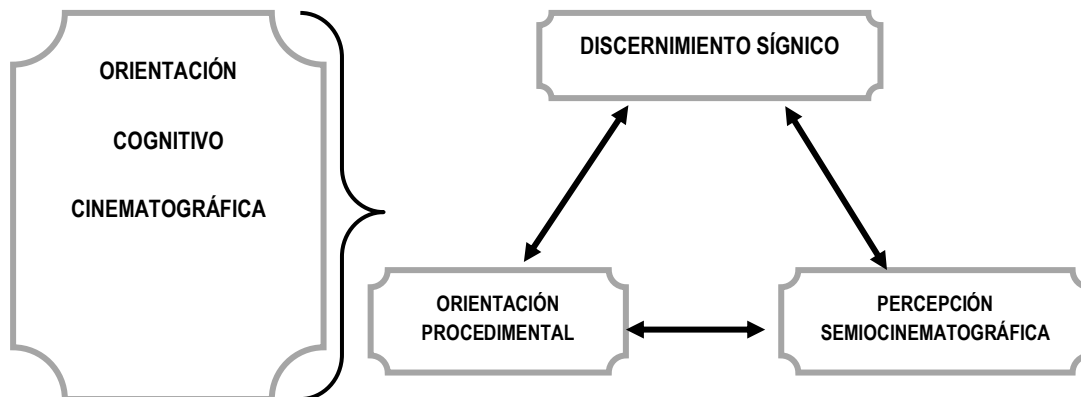 ORIENTACIÓN
COGNITIVO
CINEMATOGRÁFICA
DISCERNIMIENTO SÍGNICO
ORIENTACIÓN
PROCEDIMENTAL
PERCEPCIÓN
SEMIOCINEMATOGRÁFICA